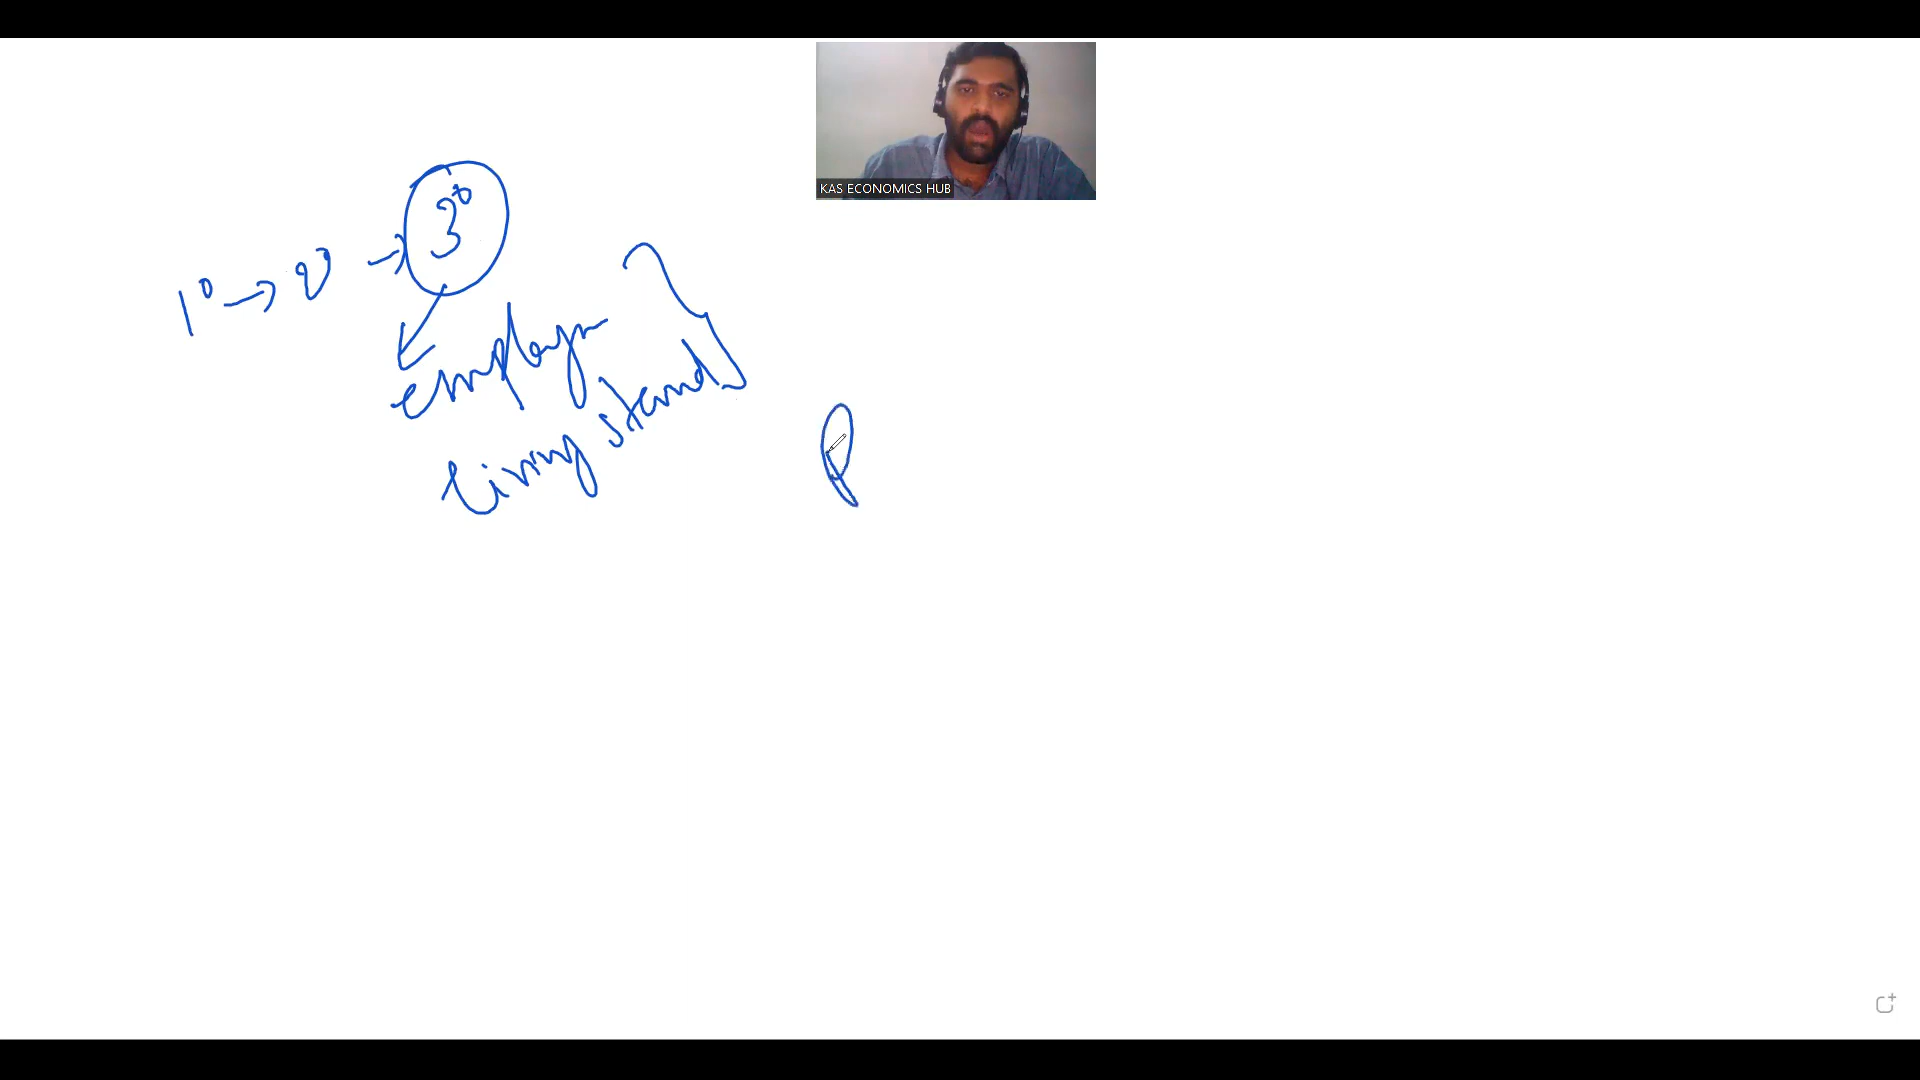 KAS ECONOMICS HUB
1° → 2° → 3°
employm
living stand